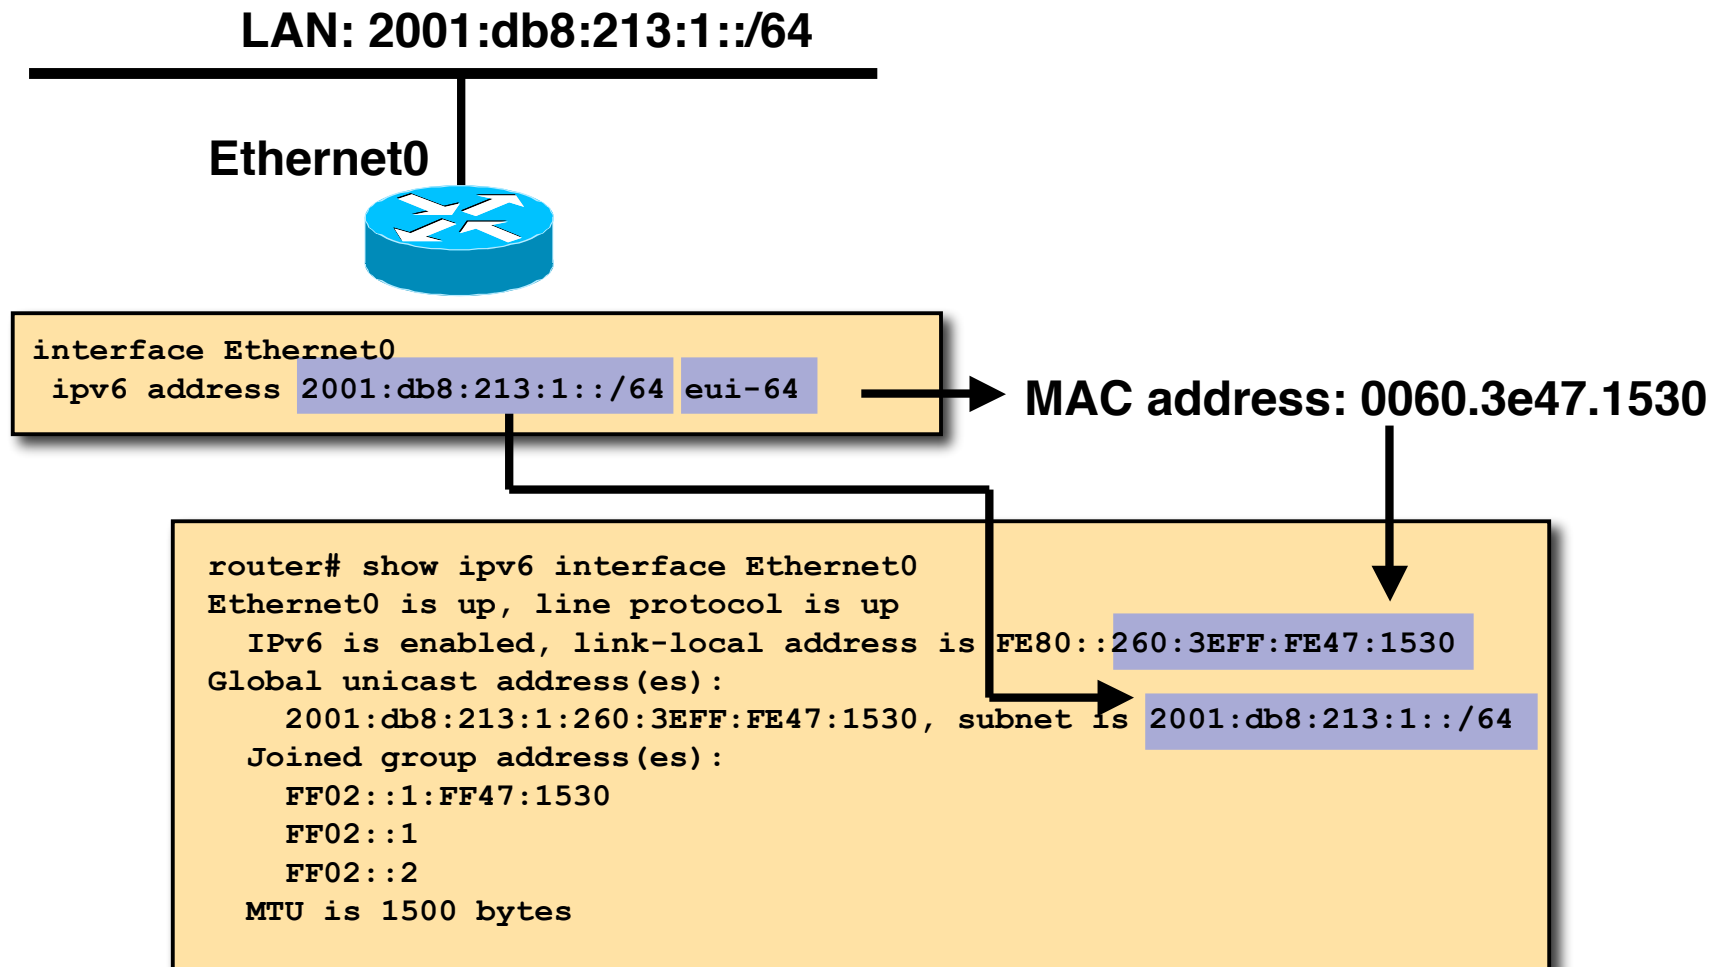 LAN: 2001:db8:213:1::/64
Ethernet0
interface Ethernet0
ipv6 address 2001:db8:213:1::/64 eui-64
MAC address: 0060.3e47.1530
router# show ipv6 interface Ethernet0
Ethernet0 is up, line protocol is up
IPv6 is enabled, link-local address is FE80::260:3EFF:FE47:1530
Global unicast address(es):
2001:db8:213:1:260:3EFF:FE47:1530, subnet is 2001:db8:213:1::/64
Joined group address(es):
FF02::1:FF47:1530
FF02::1
FF02::2
MTU is 1500 bytes